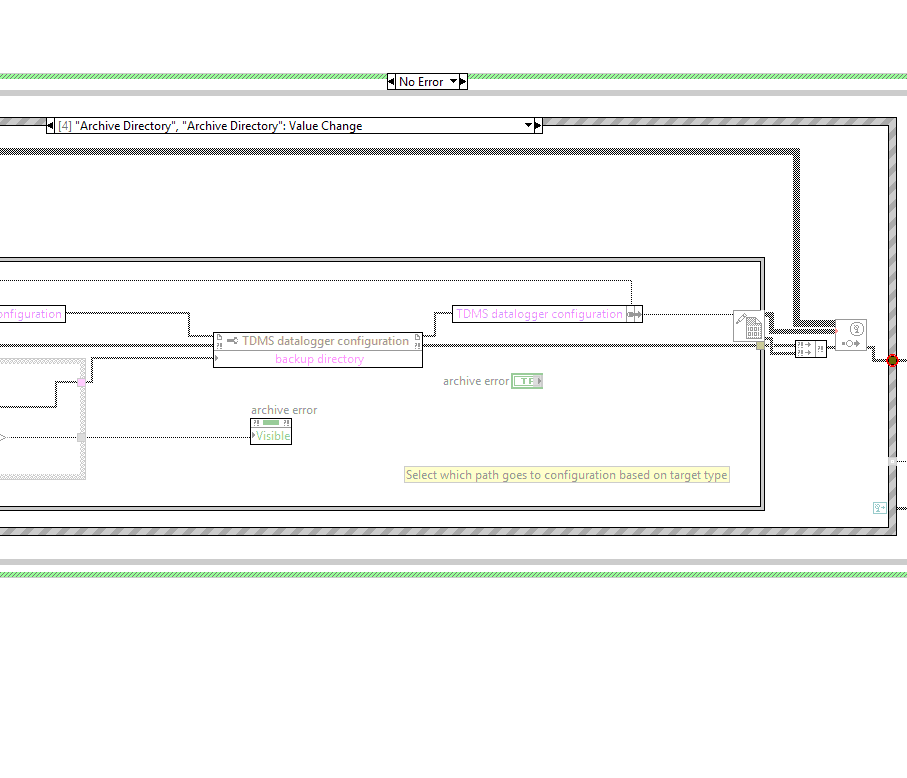 No Error
[4] "Archive Directory", "Archive Directory": Value Change
onfiguration
TDMS datalogger configuration
TDMS datalogger configuration
backup directory
archive error TF
archive error
Visible
Select which path goes to configuration based on target type